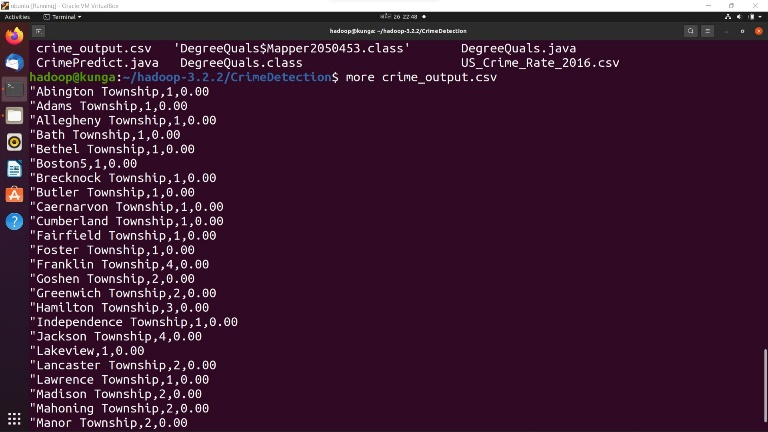 ubuntu [Running] - Oracle VM VirtualBox
Activities Terminal 26 22:48
hadoop@kunga: ~/hadoop-3.2.2/CrimeDetection
crime_output.csv 'DegreeQuals$Mapper2050453.class' DegreeQuals.java
CrimePredict.java DegreeQuals.class US_Crime_Rate_2016.csv
hadoop@kunga:~/hadoop-3.2.2/CrimeDetection$ more crime_output.csv
"Abington Township,1,0.00
"Adams Township,1,0.00
"Allegheny Township,1,0.00
"Bath Township,1,0.00
"Bethel Township,1,0.00
"Boston5,1,0.00
"Brecknock Township,1,0.00
"Butler Township,1,0.00
"Caernarvon Township,1,0.00
"Cumberland Township,1,0.00
"Fairfield Township,1,0.00
"Foster Township,1,0.00
"Franklin Township,4,0.00
"Goshen Township,2,0.00
"Greenwich Township,2,0.00
"Hamilton Township,3,0.00
"Independence Township,1,0.00
"Jackson Township,4,0.00
"Lakeview,1,0.00
"Lancaster Township,2,0.00
"Lawrence Township,1,0.00
"Madison Township,2,0.00
"Mahoning Township,2,0.00
"Manor Township,2,0.00